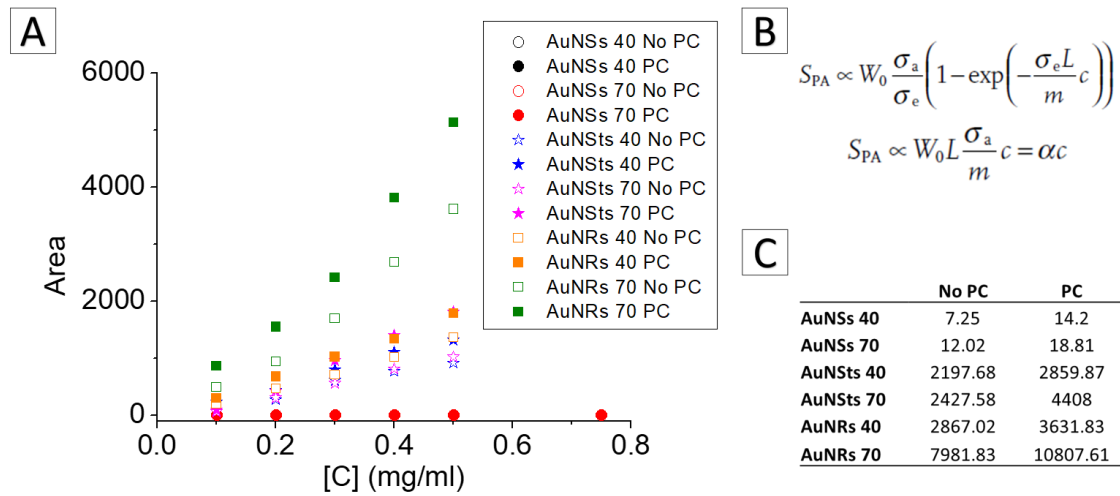 A
6000
4000
2000
0
Area
0.0 0.2 0.4 0.6 0.8
[C] (mg/ml)
AuNSs 40 No PC
AuNSs 40 PC
AuNSs 70 No PC
AuNSs 70 PC
AuNSts 40 No PC
AuNSts 40 PC
AuNSts 70 No PC
AuNSts 70 PC
AuNRs 40 No PC
AuNRs 40 PC
AuNRs 70 No PC
AuNRs 70 PC
B
S_PA ∝ W_0 σ_a/σ_e (1 − exp(−σ_e L/m c))
S_PA ∝ W_0 L σ_a/m c = αc
C
No PC PC
AuNSs 40 7.25 14.2
AuNSs 70 12.02 18.81
AuNSts 40 2197.68 2859.87
AuNSts 70 2427.58 4408
AuNRs 40 2867.02 3631.83
AuNRs 70 7981.83 10807.61